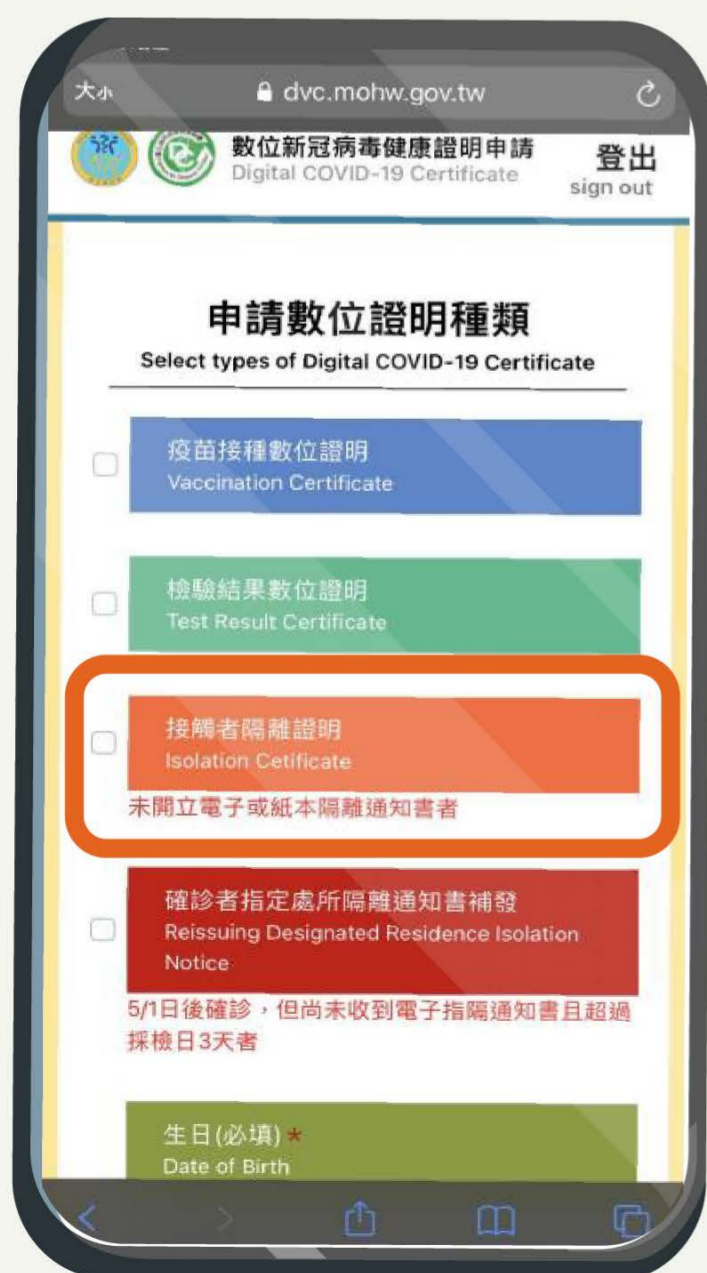 大小 dvc.mohw.gov.tw
數位新冠病毒健康證明申請
Digital COVID-19 Certificate
登出
sign out
申請數位證明種類
Select types of Digital COVID-19 Certificate
疫苗接種數位證明
Vaccination Certificate
檢驗結果數位證明
Test Result Certificate
接觸者隔離證明
Isolation Cetificate
未開立電子或紙本隔離通知書者
確診者指定處所隔離通知書補發
Reissuing Designated Residence Isolation
Notice
5/1日後確診，但尚未收到電子指隔通知書且超過
採檢日3天者
生日(必填)*
Date of Birth